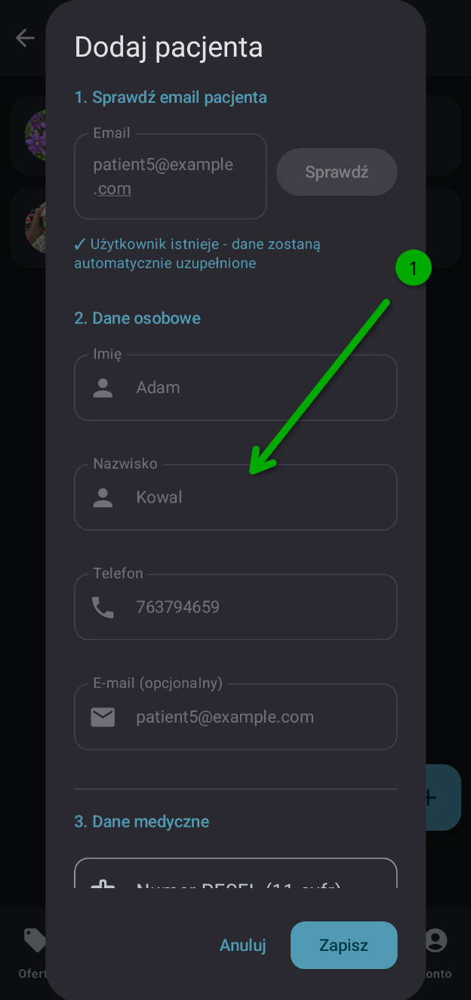 Dodaj pacjenta
1. Sprawdź email pacjenta
Email
patient5@example
.com
Sprawdź
✓ Użytkownik istnieje - dane zostaną
automatycznie uzupełnione
1
2. Dane osobowe
Imię
Adam
Nazwisko
Kowal
Telefon
763794659
E-mail (opcjonalny)
patient5@example.com
+
3. Dane medyczne
Numer PESEL (11 cyfr)
Anuluj
Zapisz
Ofert
onto